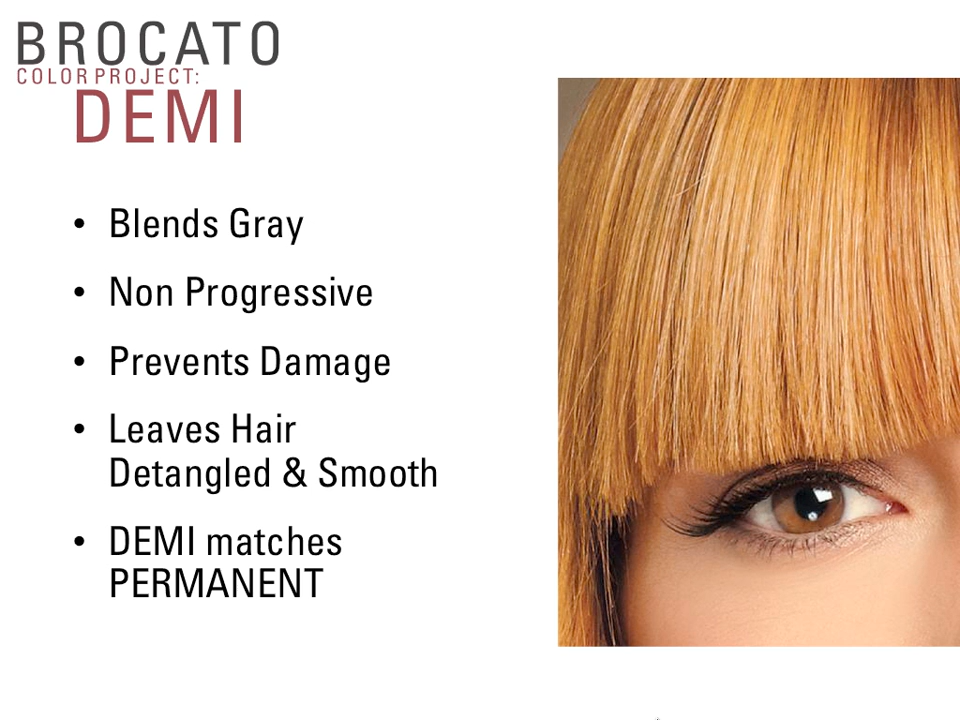 BROCATO
COLOR PROJECT:
DEMI
• Blends Gray
• Non Progressive
• Prevents Damage
• Leaves Hair
Detangled & Smooth
• DEMI matches
PERMANENT